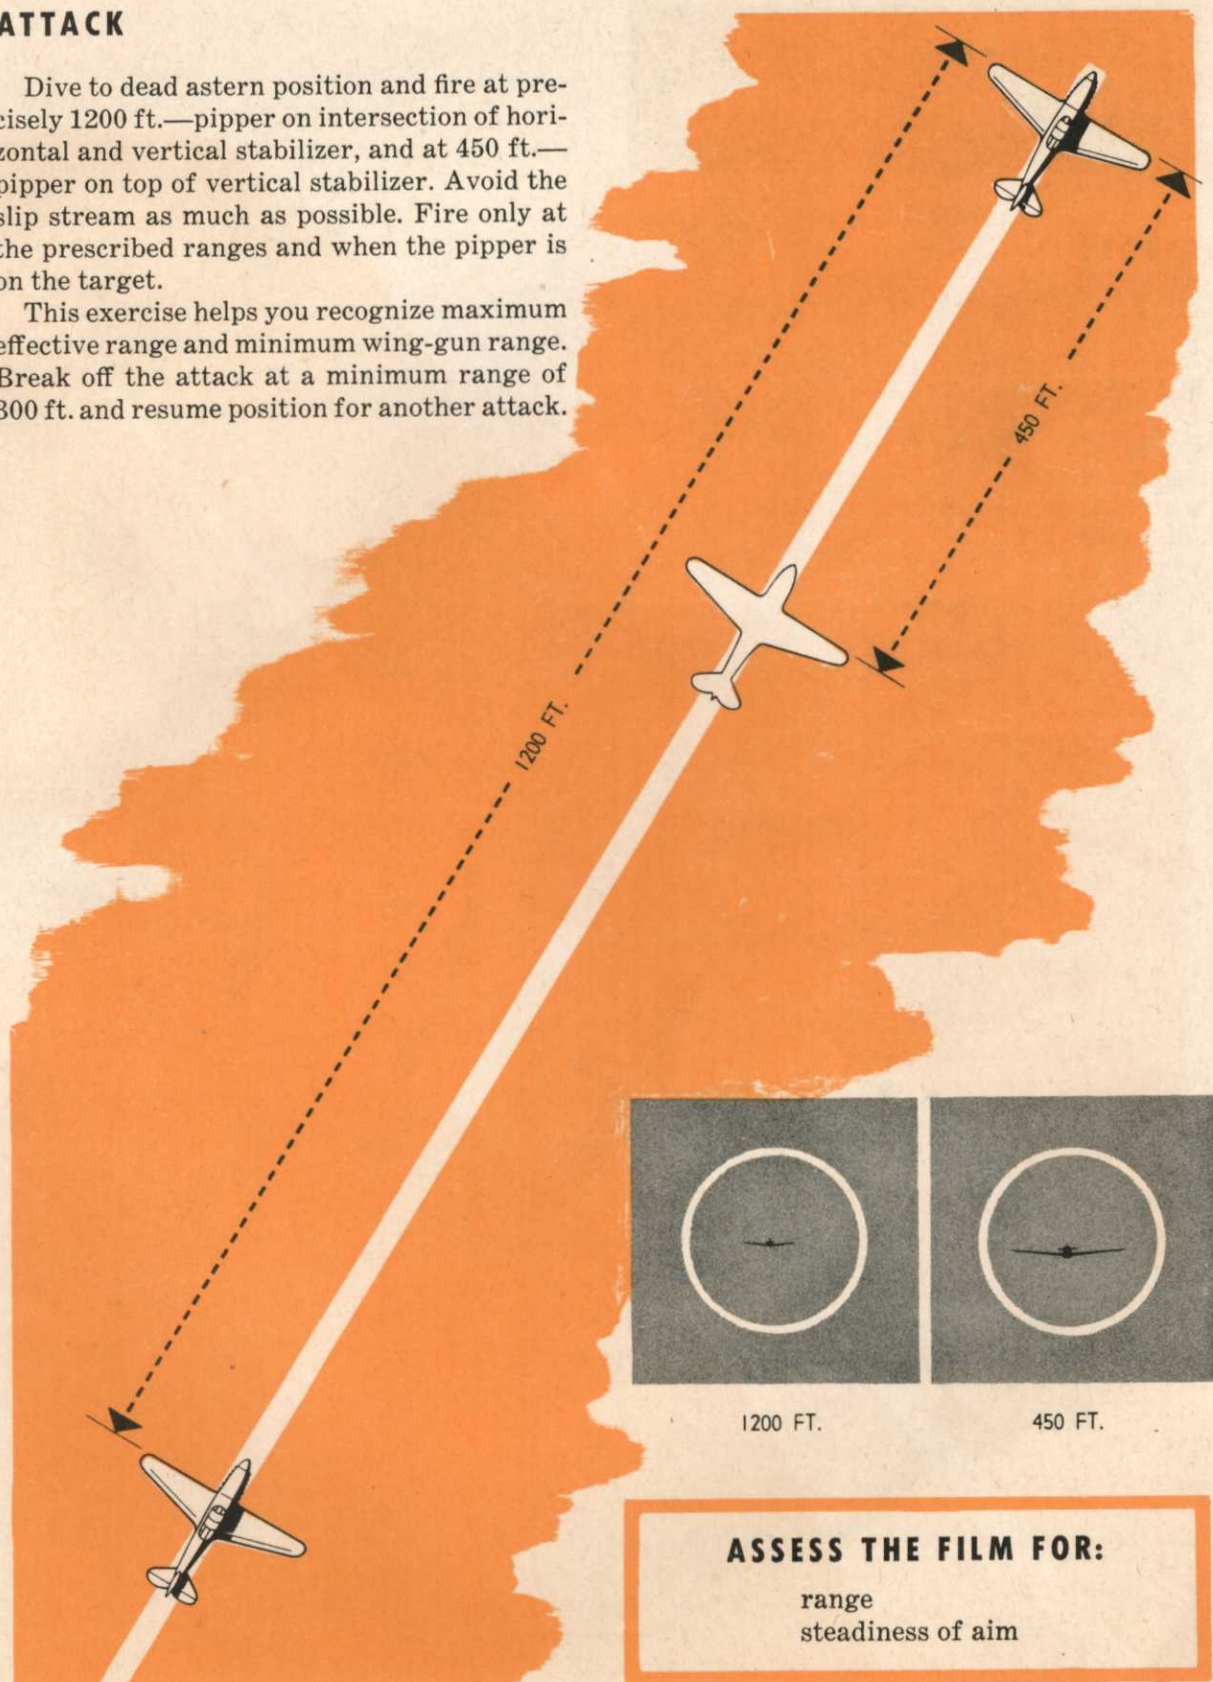 ATTACK
Dive to dead astern position and fire at pre-
cisely 1200 ft.—pipper on intersection of hori-
zontal and vertical stabilizer, and at 450 ft.—
pipper on top of vertical stabilizer. Avoid the
slip stream as much as possible. Fire only at
the prescribed ranges and when the pipper is
on the target.
This exercise helps you recognize maximum
effective range and minimum wing-gun range.
Break off the attack at a minimum range of
300 ft. and resume position for another attack.
450 FT.
1200 FT.
1200 FT.
450 FT.
ASSESS THE FILM FOR:
range
steadiness of aim